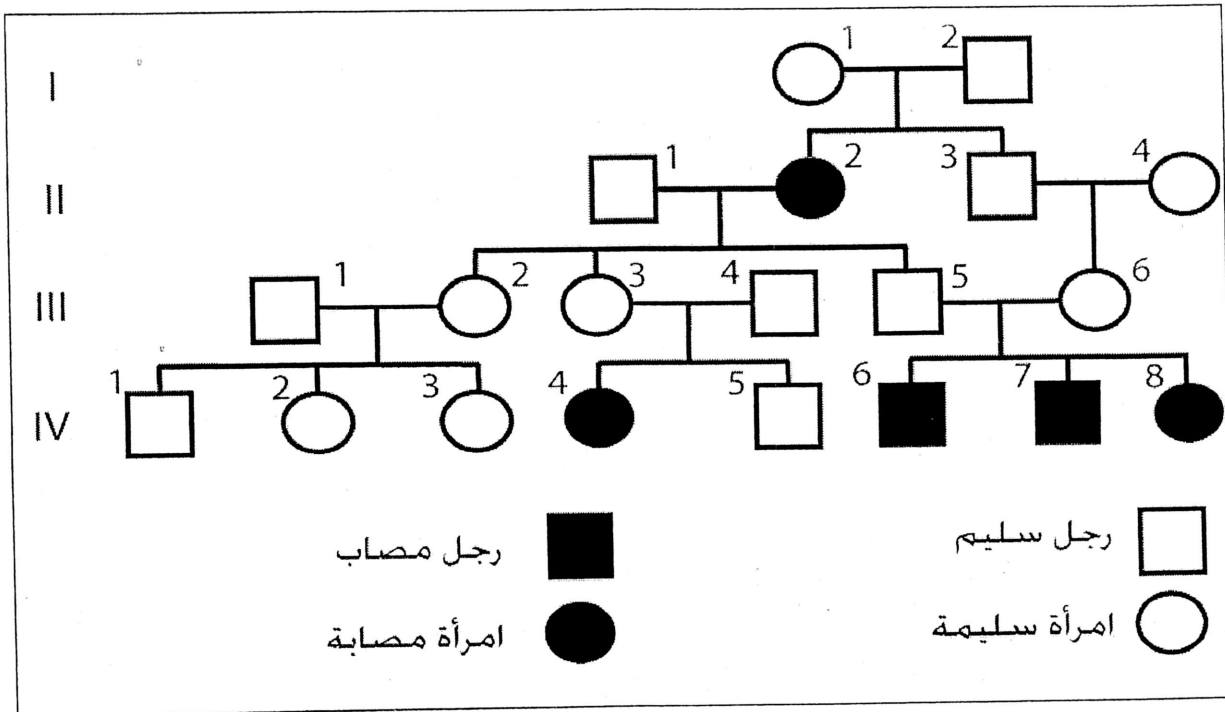 I
1 2
II
1 2 3 4
III
1 2 3 4 5 6
IV
1 2 3 4 5 6 7 8
رجل سليم
رجل مصاب
امرأة سليمة
امرأة مصابة